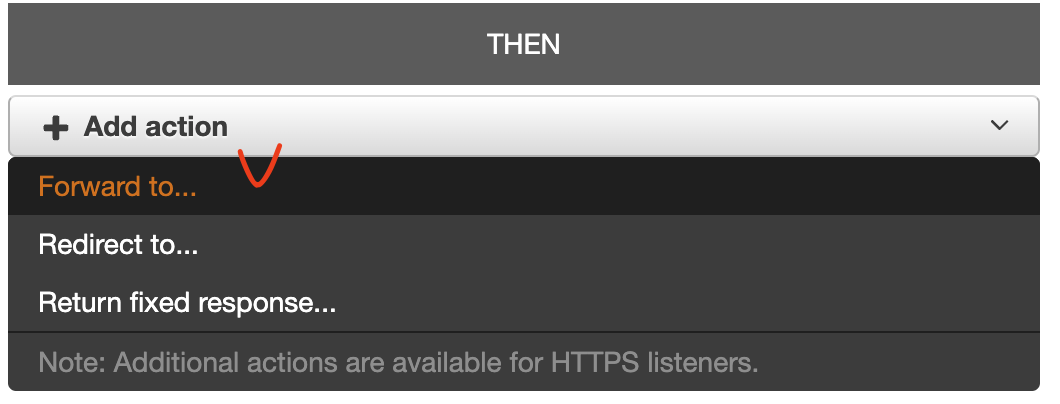 THEN
Add action
Forward to...
Redirect to...
Return fixed response...
Note: Additional actions are available for HTTPS listeners.